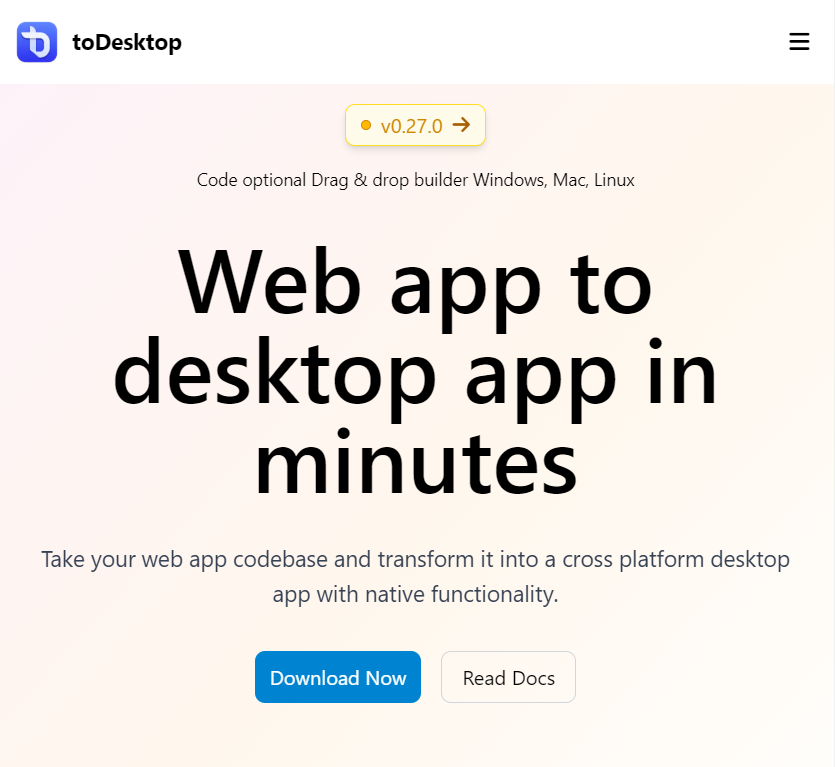 toDesktop
v0.27.0 →
Code optional Drag & drop builder Windows, Mac, Linux
Web app to
desktop app in
minutes
Take your web app codebase and transform it into a cross platform desktop
app with native functionality.
Download Now
Read Docs